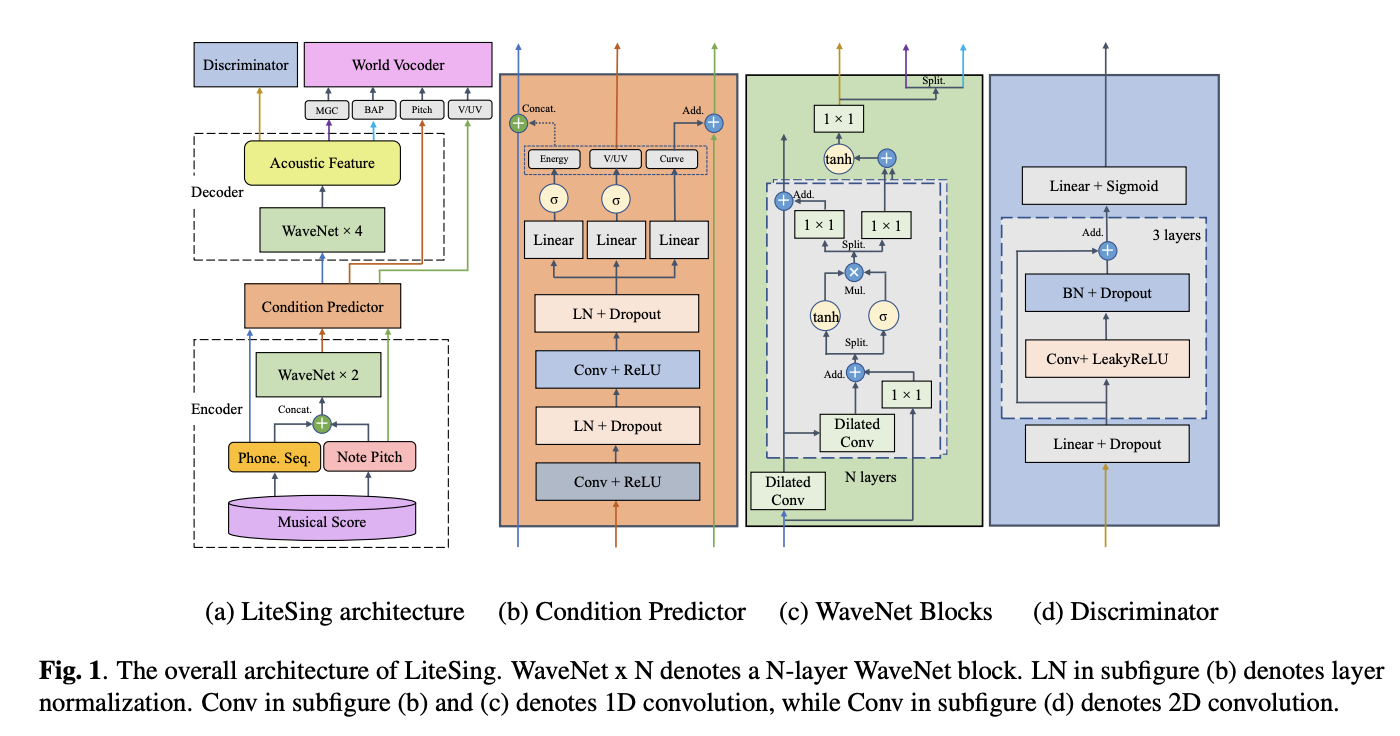 Discriminator
World Vocoder
MGC
BAP
Pitch
V/UV
Acoustic Feature
Decoder
WaveNet × 4
Condition Predictor
WaveNet × 2
Encoder
Concat.
+
Phone. Seq.
Note Pitch
Musical Score
Concat.
+
Add.
+
Energy
V/UV
Curve
σ
σ
Linear
Linear
Linear
LN + Dropout
Conv + ReLU
LN + Dropout
Conv + ReLU
Split.
1 × 1
tanh
+
+
Add.
1 × 1
1 × 1
Split.
×
Mul.
tanh
σ
Split.
Add.
+
1 × 1
Dilated
Conv
N layers
Dilated
Conv
Linear + Sigmoid
3 layers
Add.
+
BN + Dropout
Conv+ LeakyReLU
Linear + Dropout
(a) LiteSing architecture
(b) Condition Predictor
(c) WaveNet Blocks
(d) Discriminator
Fig. 1. The overall architecture of LiteSing. WaveNet x N denotes a N-layer WaveNet block. LN in subfigure (b) denotes layer
normalization. Conv in subfigure (b) and (c) denotes 1D convolution, while Conv in subfigure (d) denotes 2D convolution.